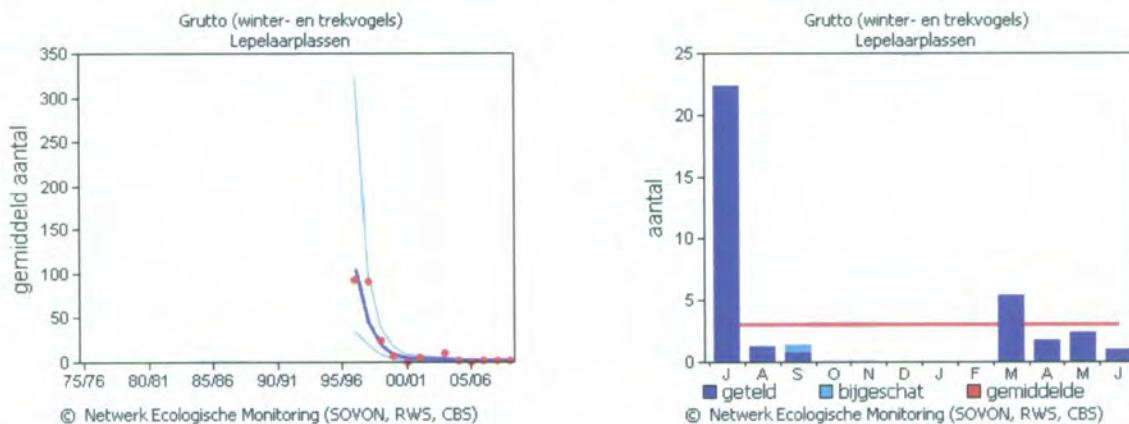 Grutto (winter- en trekvogels)
Lepelaarplassen
gemiddeld aantal
350
300
250
200
150
100
50
0
75/76 80/81 85/86 90/91 95/96 00/01 05/06
© Netwerk Ecologische Monitoring (SOVON, RWS, CBS)
Grutto (winter- en trekvogels)
Lepelaarplassen
aantal
25
20
15
10
5
0
J A S O N D J F M A M J
geteld bijgeschat gemiddelde
© Netwerk Ecologische Monitoring (SOVON, RWS, CBS)